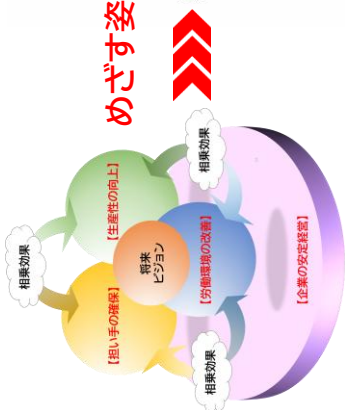 めざす姿
相乗効果
【担い手の確保】
【生産性の向上】
将来
ビジョン
【労働環境の改善】
相乗効果
相乗効果
【企業の安定経営】